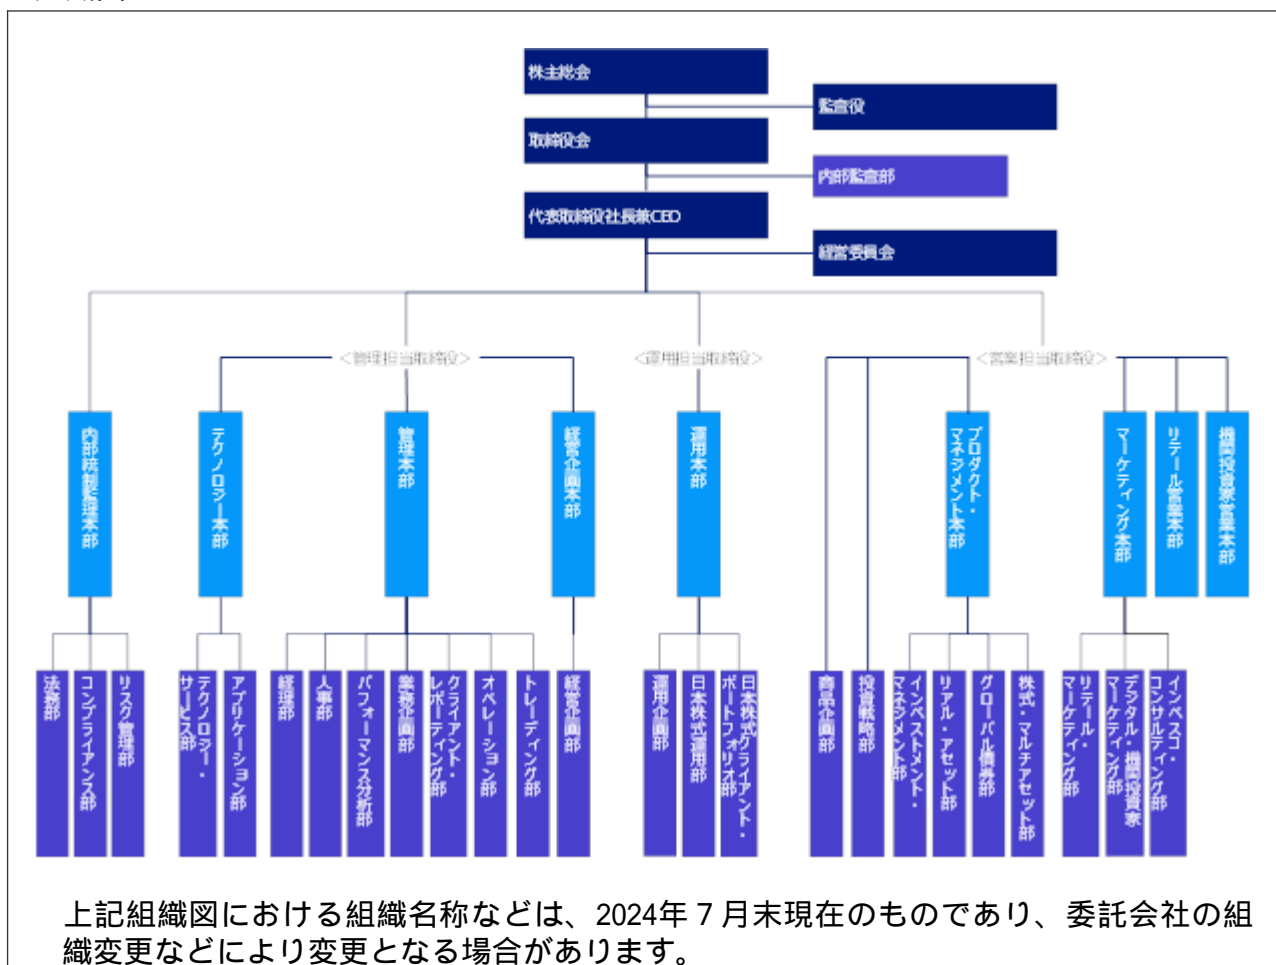 株主総会
監査役
取締役会
内部監査部
代表取締役社長兼CEO
経営委員会
<管理担当取締役>
<運用担当取締役>
<営業担当取締役>
内部統制監理本部
テクノロジー本部
管理本部
経営企画本部
運用本部
プロダクト・
マネジメント本部
マーケティング本部
リテール営業本部
機関投資家営業本部
法務部
コンプライアンス部
リスク管理部
テクノロジー・
サービス部
アプリケーション部
経理部
人事部
パフォーマンス分析部
業務企画部
クライアント・
レポーティング部
オペレーション部
トレーディング部
経営企画部
運用企画部
日本株式運用部
日本株式クライアント・
ポートフォリオ部
商品企画部
投資戦略部
インベストメント・
マネジメント部
リアル・アセット部
グローバル債券部
株式・マルチアセット部
リテール・
マーケティング部
デジタル・機関投資家
マーケティング部
インベスコ・
コンサルティング部
上記組織図における組織名称などは、2024年7月末現在のものであり、委託会社の組
織変更などにより変更となる場合があります。